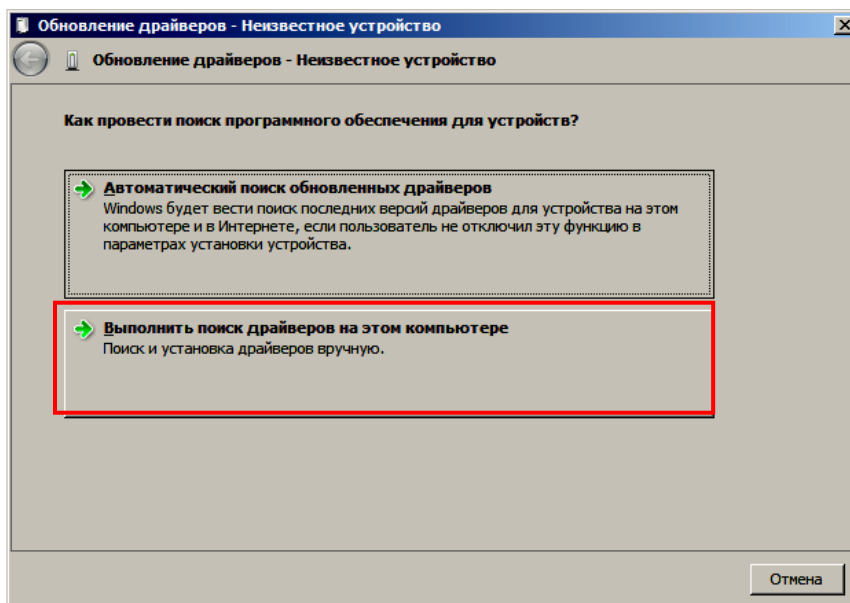 Обновление драйверов - Неизвестное устройство
Обновление драйверов - Неизвестное устройство
Как провести поиск программного обеспечения для устройств?
Автоматический поиск обновленных драйверов
Windows будет вести поиск последних версий драйверов для устройства на этом
компьютере и в Интернете, если пользователь не отключил эту функцию в
параметрах установки устройства.
Выполнить поиск драйверов на этом компьютере
Поиск и установка драйверов вручную.
Отмена